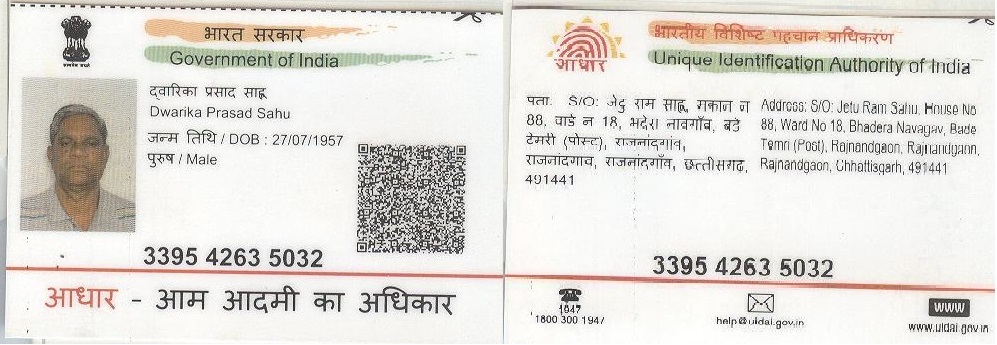 भारत सरकार
Government of India
द्वारिका प्रसाद साहू
Dwarika Prasad Sahu
जन्म तिथि / DOB : 27/07/1957
पुरुष / Male
3395 4263 5032
आधार - आम आदमी का अधिकार
भारतीय विशिष्ट पहचान प्राधिकरण
Unique Identification Authority of India
आधार
पता. S/O: जेठु राम साहू, मकान न
88, वार्ड न 18, भदेरा नावगाँव, बडे
टेमरी (पोस्ट), राजनांदगाव,
राजनांदगाव, राजनांदगाँव, छत्तीसगढ़,
491441
Address: S/O: Jetu Ram Sahu, House No
88, Ward No 18, Bhadera Navagav, Bade
Temri (Post), Rajnandgaon, Rajnandgaon,
Rajnandgaon, Chhattisgarh, 491441
3395 4263 5032
1947
1800 300 1947
help@uidai.gov.in
WWW
www.uidai.gov.in